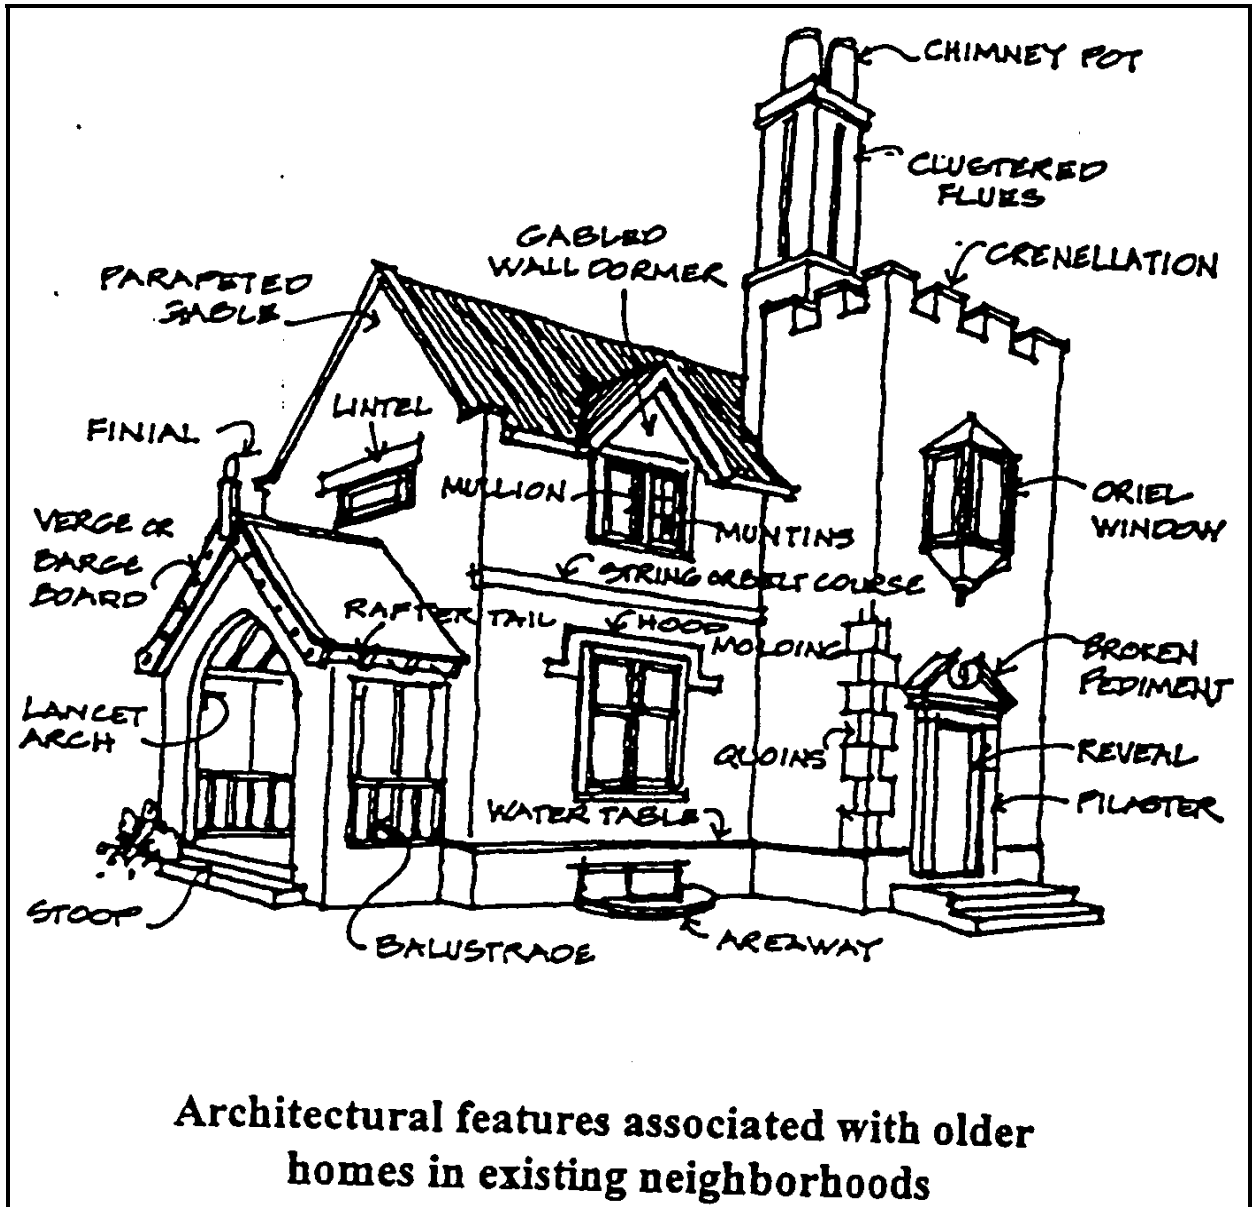 CHIMNEY POT
CLUSTERED
FLUES
GABLED
WALL DORMER
CRENELLATION
PARAPETED
GABLE
LINTEL
FINIAL
MULLION
ORIEL
WINDOW
VERGE OR
BARGE
BOARD
MUNTINS
STRING OR BELT COURSE
RAFTER TAIL
HOOD
MOLDING
BROKEN
PEDIMENT
LANCET
ARCH
QUOINS
REVEAL
WATER TABLE
PILASTER
STOOP
BALUSTRADE
AREAWAY
Architectural features associated with older
homes in existing neighborhoods